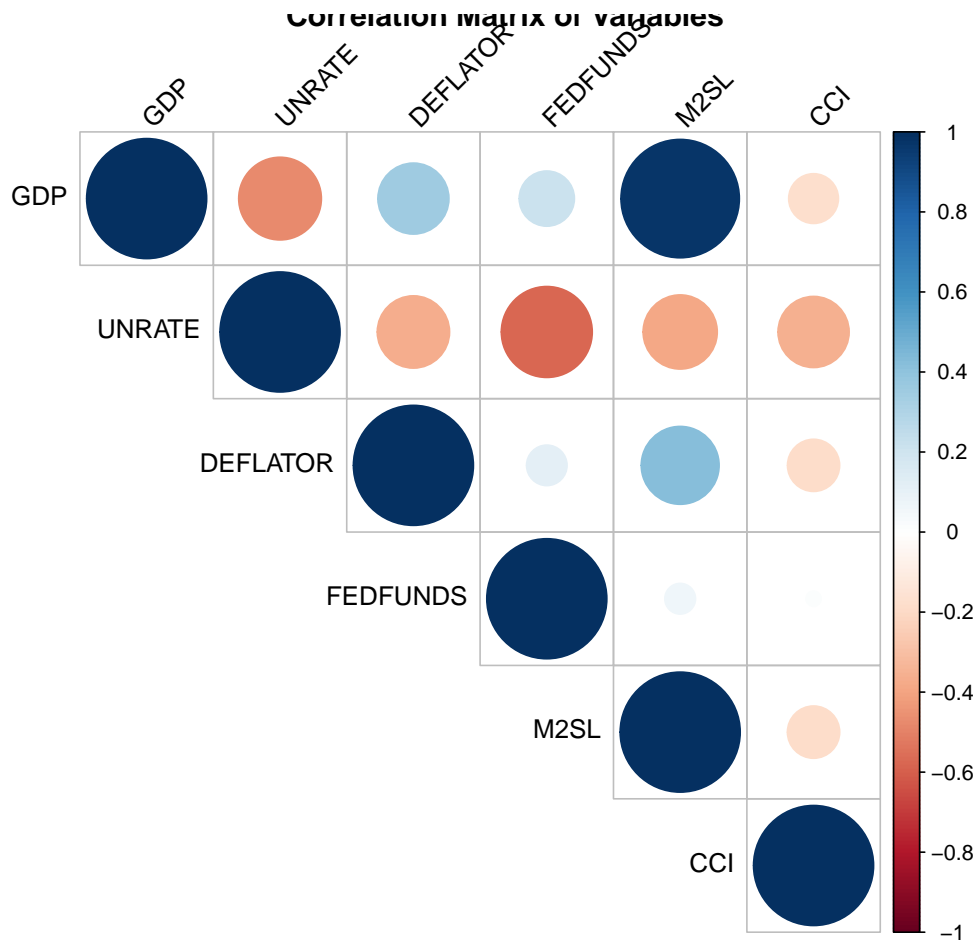 Correlation Matrix of Variables
GDP
UNRATE
DEFLATOR
FEDFUNDS
M2SL
CCI
GDP
UNRATE
DEFLATOR
FEDFUNDS
M2SL
CCI
1
0.8
0.6
0.4
0.2
0
−0.2
−0.4
−0.6
−0.8
−1